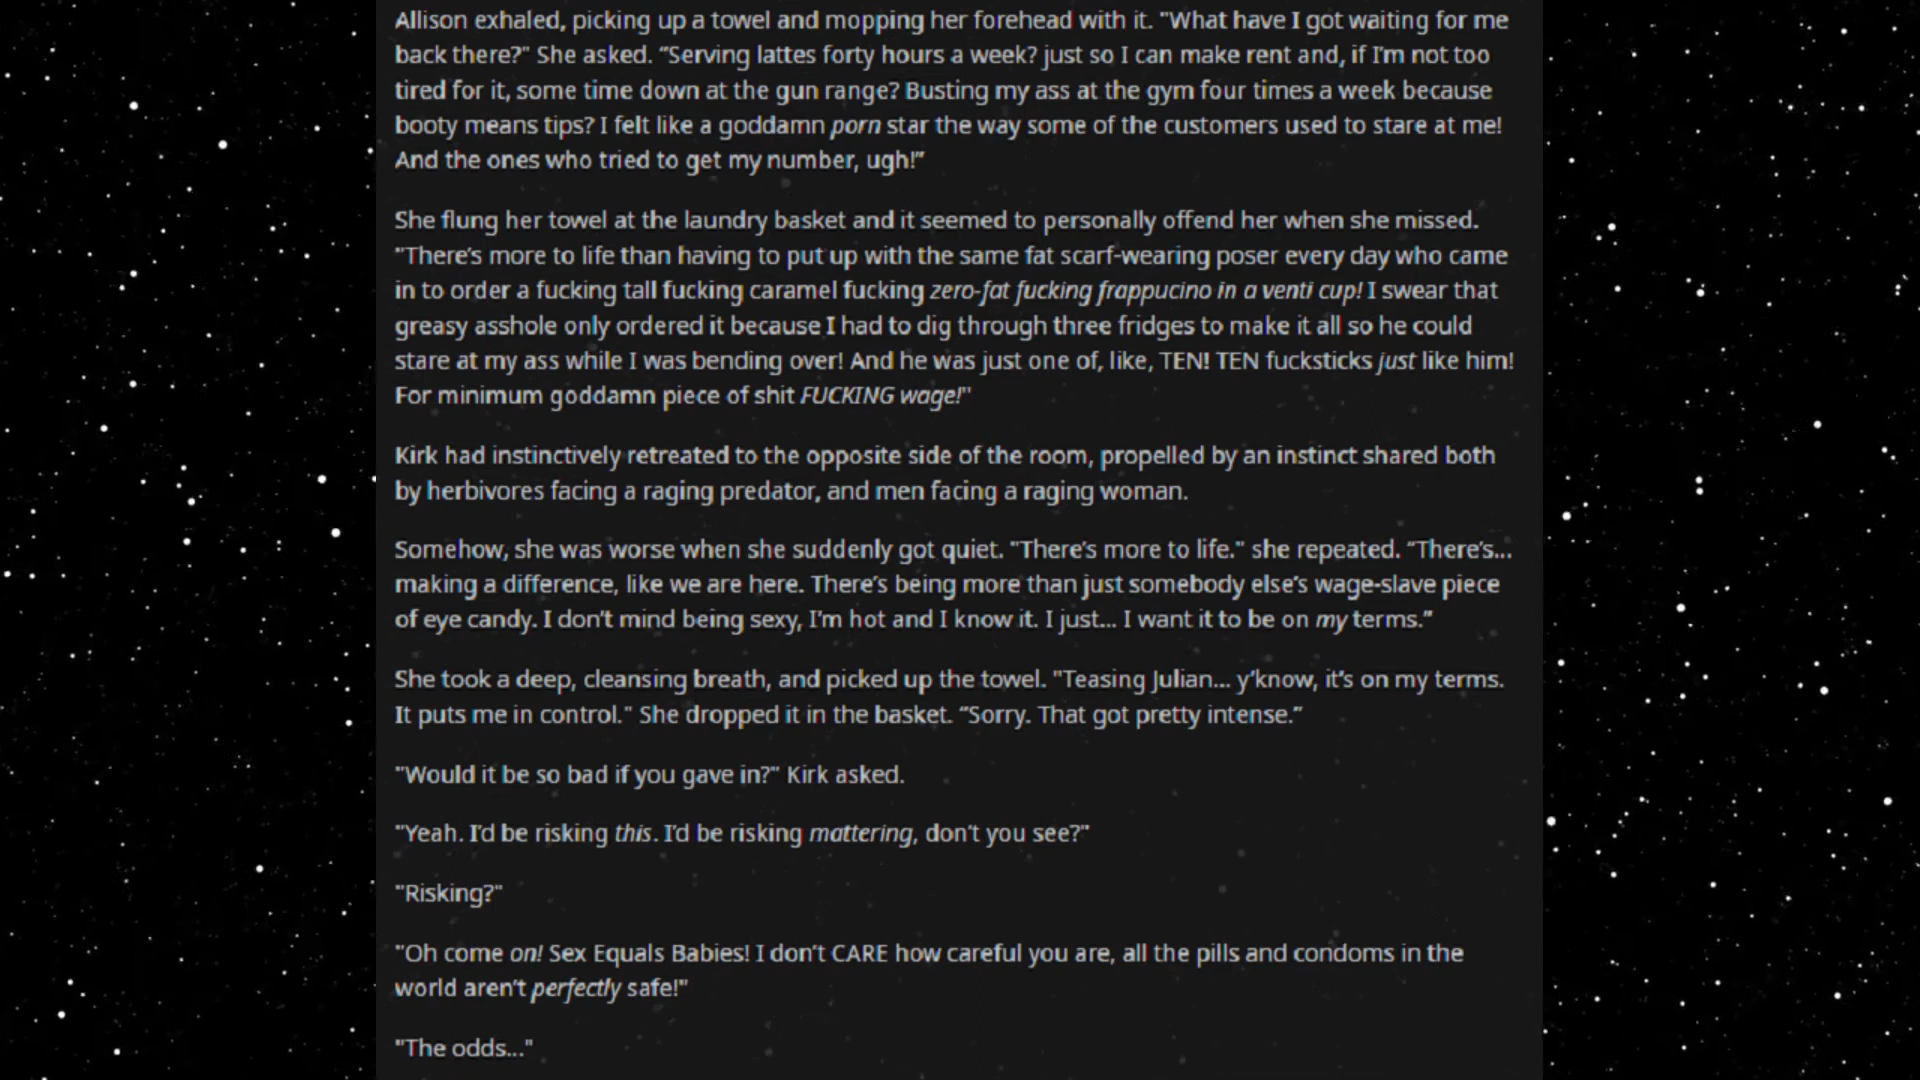 Allison exhaled, picking up a towel and mopping her forehead with it. "What have I got waiting for me
back there?" She asked. “Serving lattes forty hours a week? just so I can make rent and, if I’m not too
tired for it, some time down at the gun range? Busting my ass at the gym four times a week because
booty means tips? I felt like a goddamn porn star the way some of the customers used to stare at me!
And the ones who tried to get my number, ugh!”
She flung her towel at the laundry basket and it seemed to personally offend her when she missed.
"There’s more to life than having to put up with the same fat scarf-wearing poser every day who came
in to order a fucking tall fucking caramel fucking zero-fat fucking frappucino in a venti cup! I swear that
greasy asshole only ordered it because I had to dig through three fridges to make it all so he could
stare at my ass while I was bending over! And he was just one of, like, TEN! TEN fucksticks just like him!
For minimum goddamn piece of shit FUCKING wage!"
Kirk had instinctively retreated to the opposite side of the room, propelled by an instinct shared both
by herbivores facing a raging predator, and men facing a raging woman.
Somehow, she was worse when she suddenly got quiet. "There’s more to life." she repeated. “There’s...
making a difference, like we are here. There’s being more than just somebody else’s wage-slave piece
of eye candy. I don’t mind being sexy, I’m hot and I know it. I just... I want it to be on my terms.”
She took a deep, cleansing breath, and picked up the towel. "Teasing Julian... y’know, it’s on my terms.
It puts me in control." She dropped it in the basket. “Sorry. That got pretty intense.”
"Would it be so bad if you gave in?" Kirk asked.
"Yeah. I’d be risking this. I’d be risking mattering, don’t you see?"
"Risking?"
"Oh come on! Sex Equals Babies! I don’t CARE how careful you are, all the pills and condoms in the
world aren’t perfectly safe!"
"The odds..."